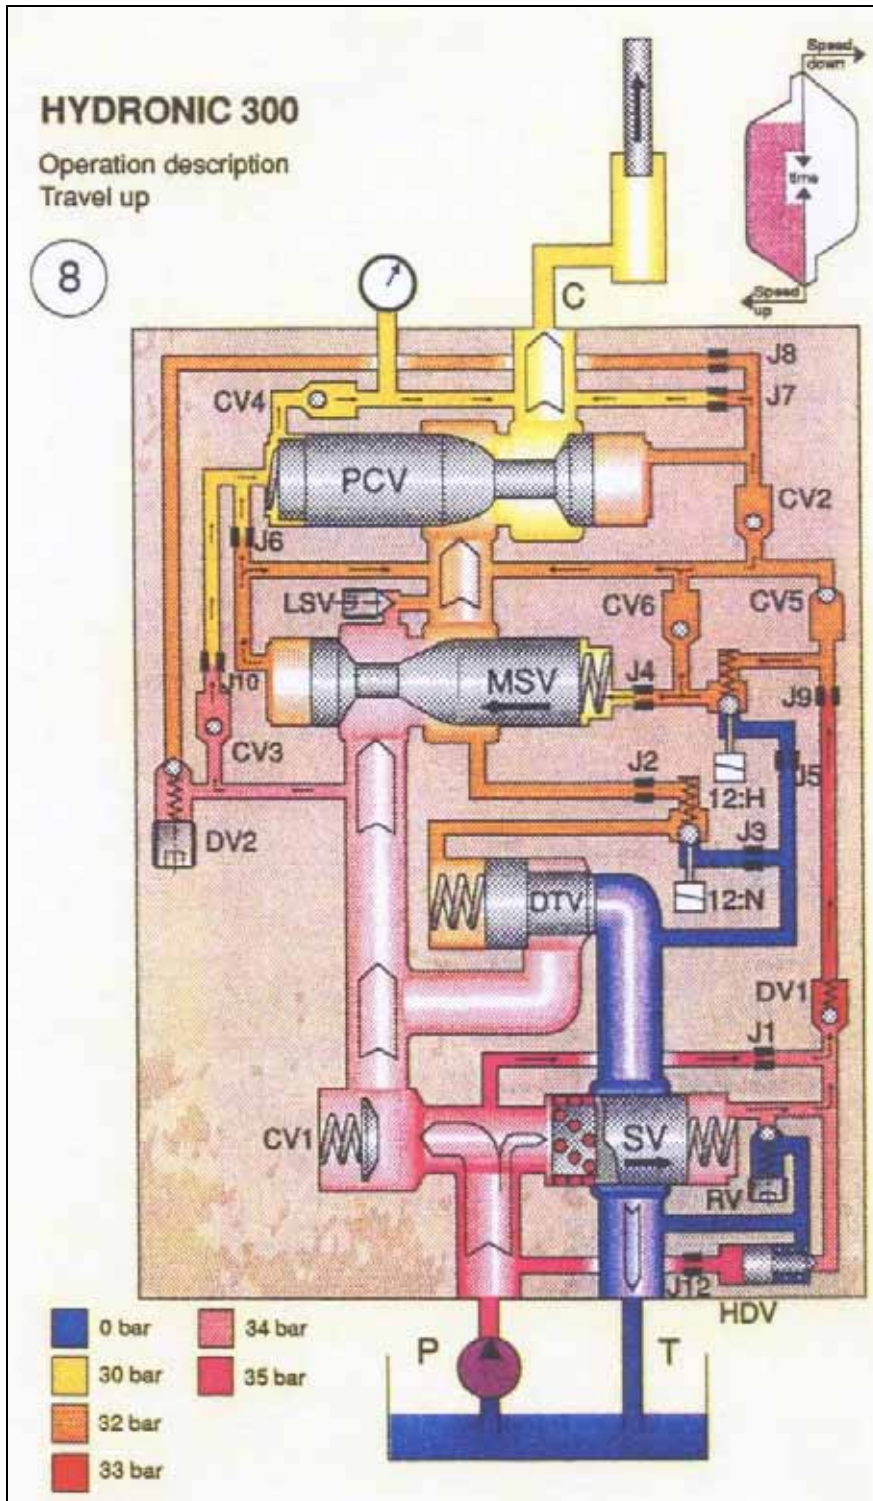 Speed
down
HYDRONIC 300
Operation description
Travel up
time
8
C
Speed
up
J8
CV4
J7
PCV
CV2
J6
LSV
CV6
CV5
MSV
J4
J10
J9
CV3
J2
12:H
J5
DV2
J3
DTV
12:N
DV1
J1
CV1
SV
RV
J12
HDV
0 bar
34 bar
P
T
30 bar
35 bar
32 bar
33 bar